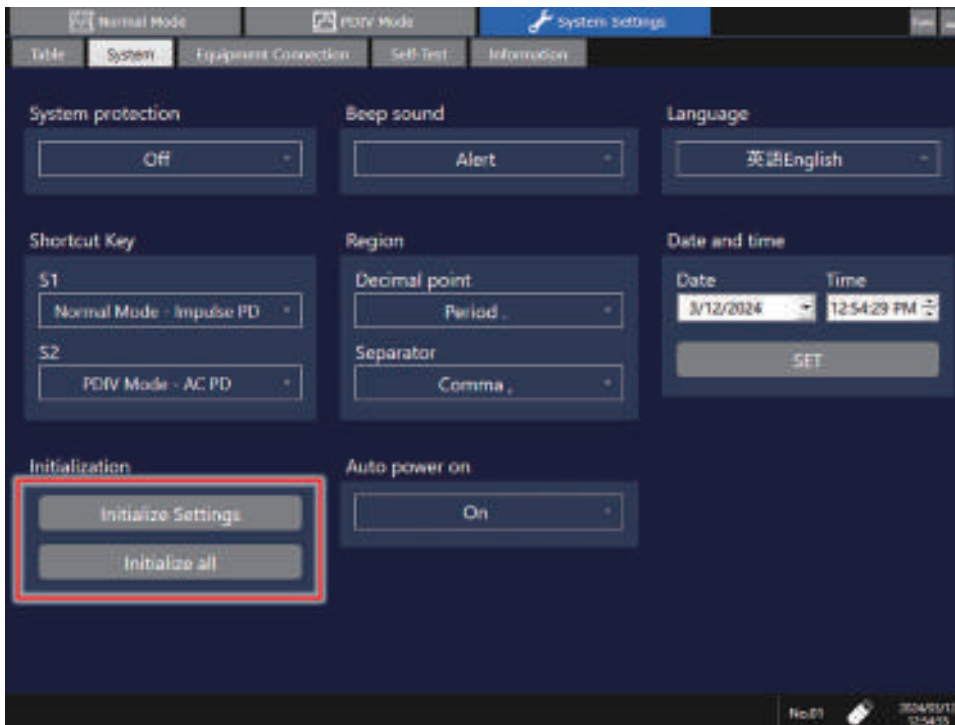 Normal Mode PDIV Mode System Settings
Table System Equipment Connection Self-Test Information
System protection Beep sound Language
Off Alert 英語English
Shortcut Key Region Date and time
S1 Decimal point Date Time
Normal Mode - Impulse PD Period . 3/12/2024 12:54:29 PM
S2 Separator SET
PDIV Mode - AC PD Comma ,
Initialization Auto power on
Initialize Settings On
Initialize all
No.01